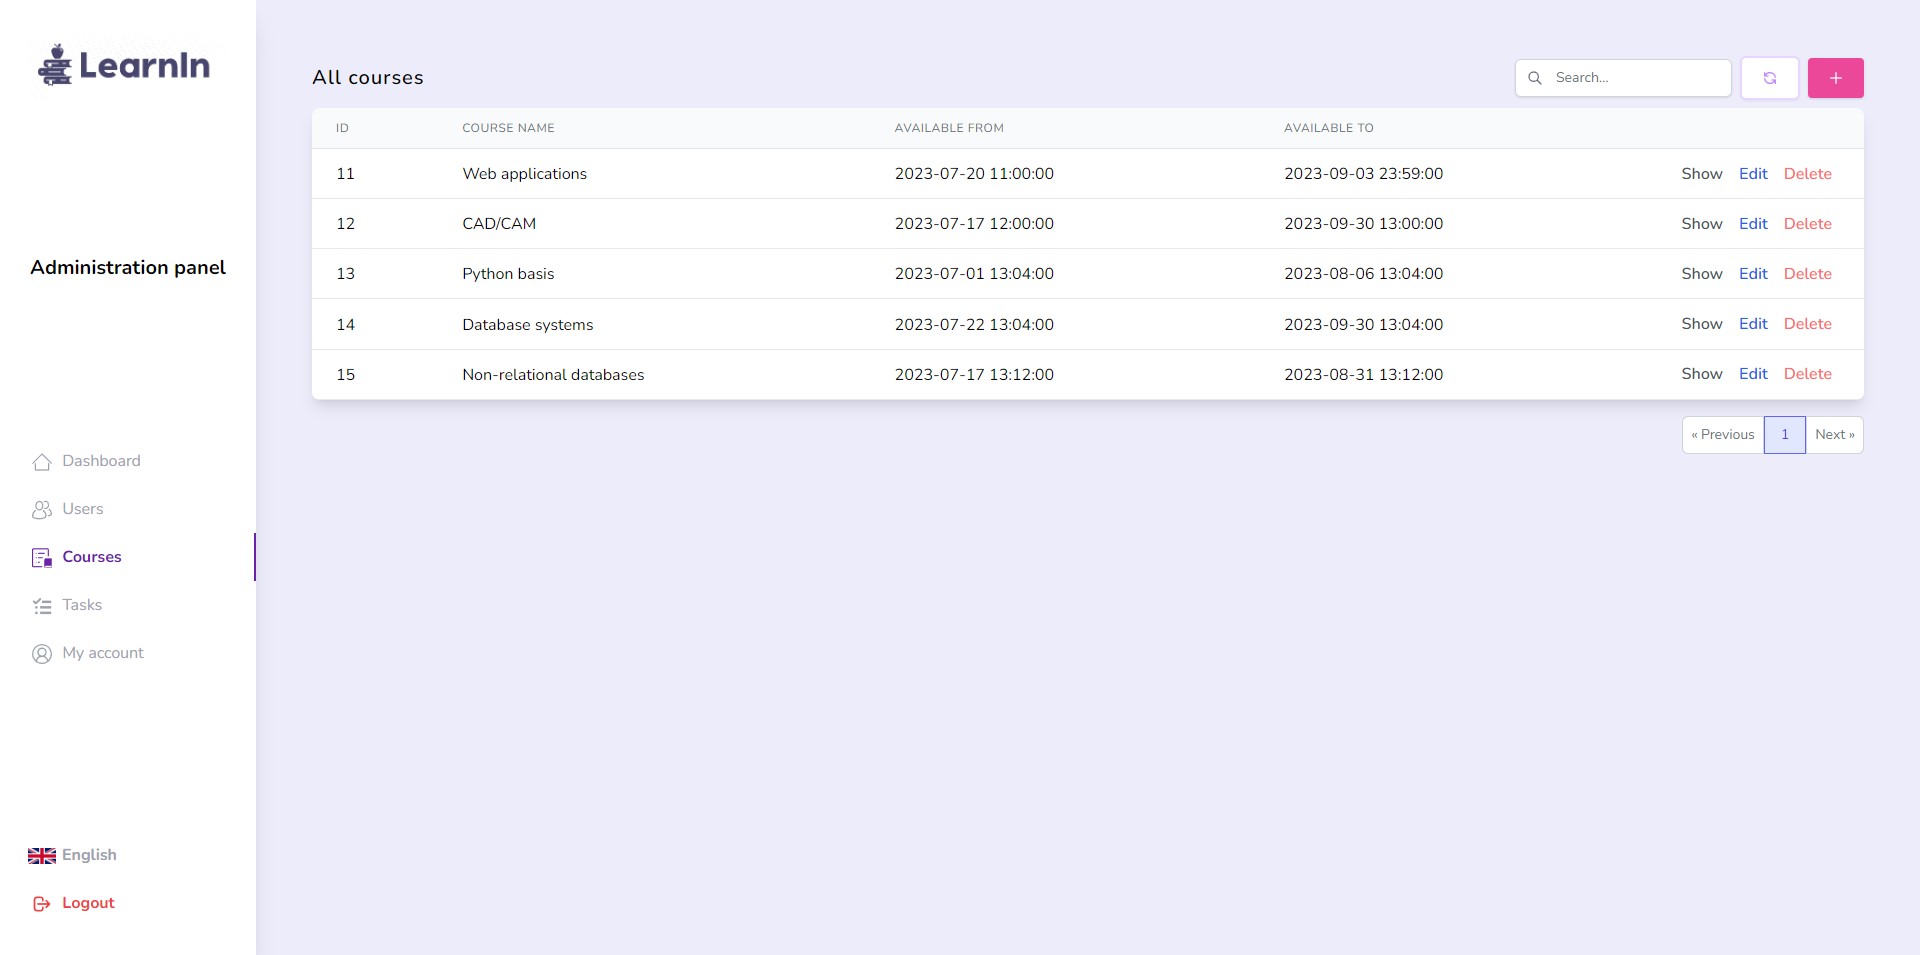 LearnIn
Administration panel
Dashboard
Users
Courses
Tasks
My account
English
Logout
All courses
Search...
+
ID COURSE NAME AVAILABLE FROM AVAILABLE TO
11 Web applications 2023-07-20 11:00:00 2023-09-03 23:59:00 Show Edit Delete
12 CAD/CAM 2023-07-17 12:00:00 2023-09-30 13:00:00 Show Edit Delete
13 Python basis 2023-07-01 13:04:00 2023-08-06 13:04:00 Show Edit Delete
14 Database systems 2023-07-22 13:04:00 2023-09-30 13:04:00 Show Edit Delete
15 Non-relational databases 2023-07-17 13:12:00 2023-08-31 13:12:00 Show Edit Delete
« Previous 1 Next »